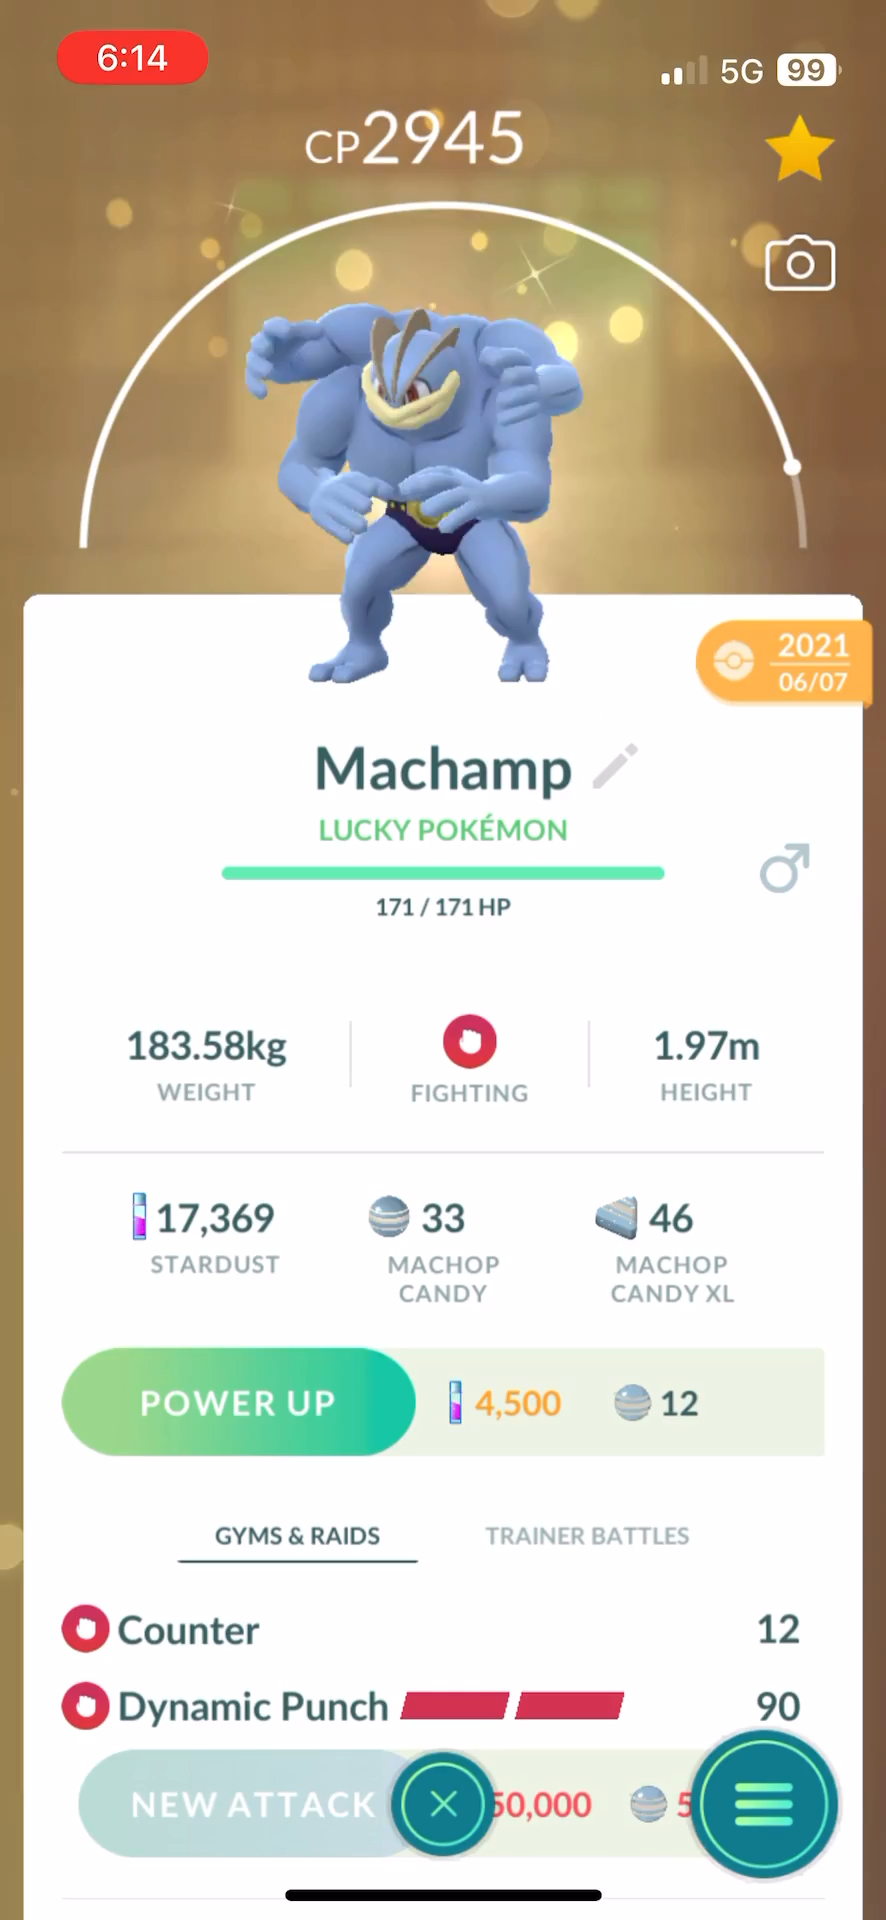 6:14
5G 99
CP2945
2021
06/07
Machamp
LUCKY POKÉMON
171 / 171 HP
183.58kg
WEIGHT
FIGHTING
1.97m
HEIGHT
17,369
STARDUST
33
MACHOP
CANDY
46
MACHOP
CANDY XL
POWER UP 4,500 12
GYMS & RAIDS TRAINER BATTLES
Counter 12
Dynamic Punch 90
NEW ATTACK